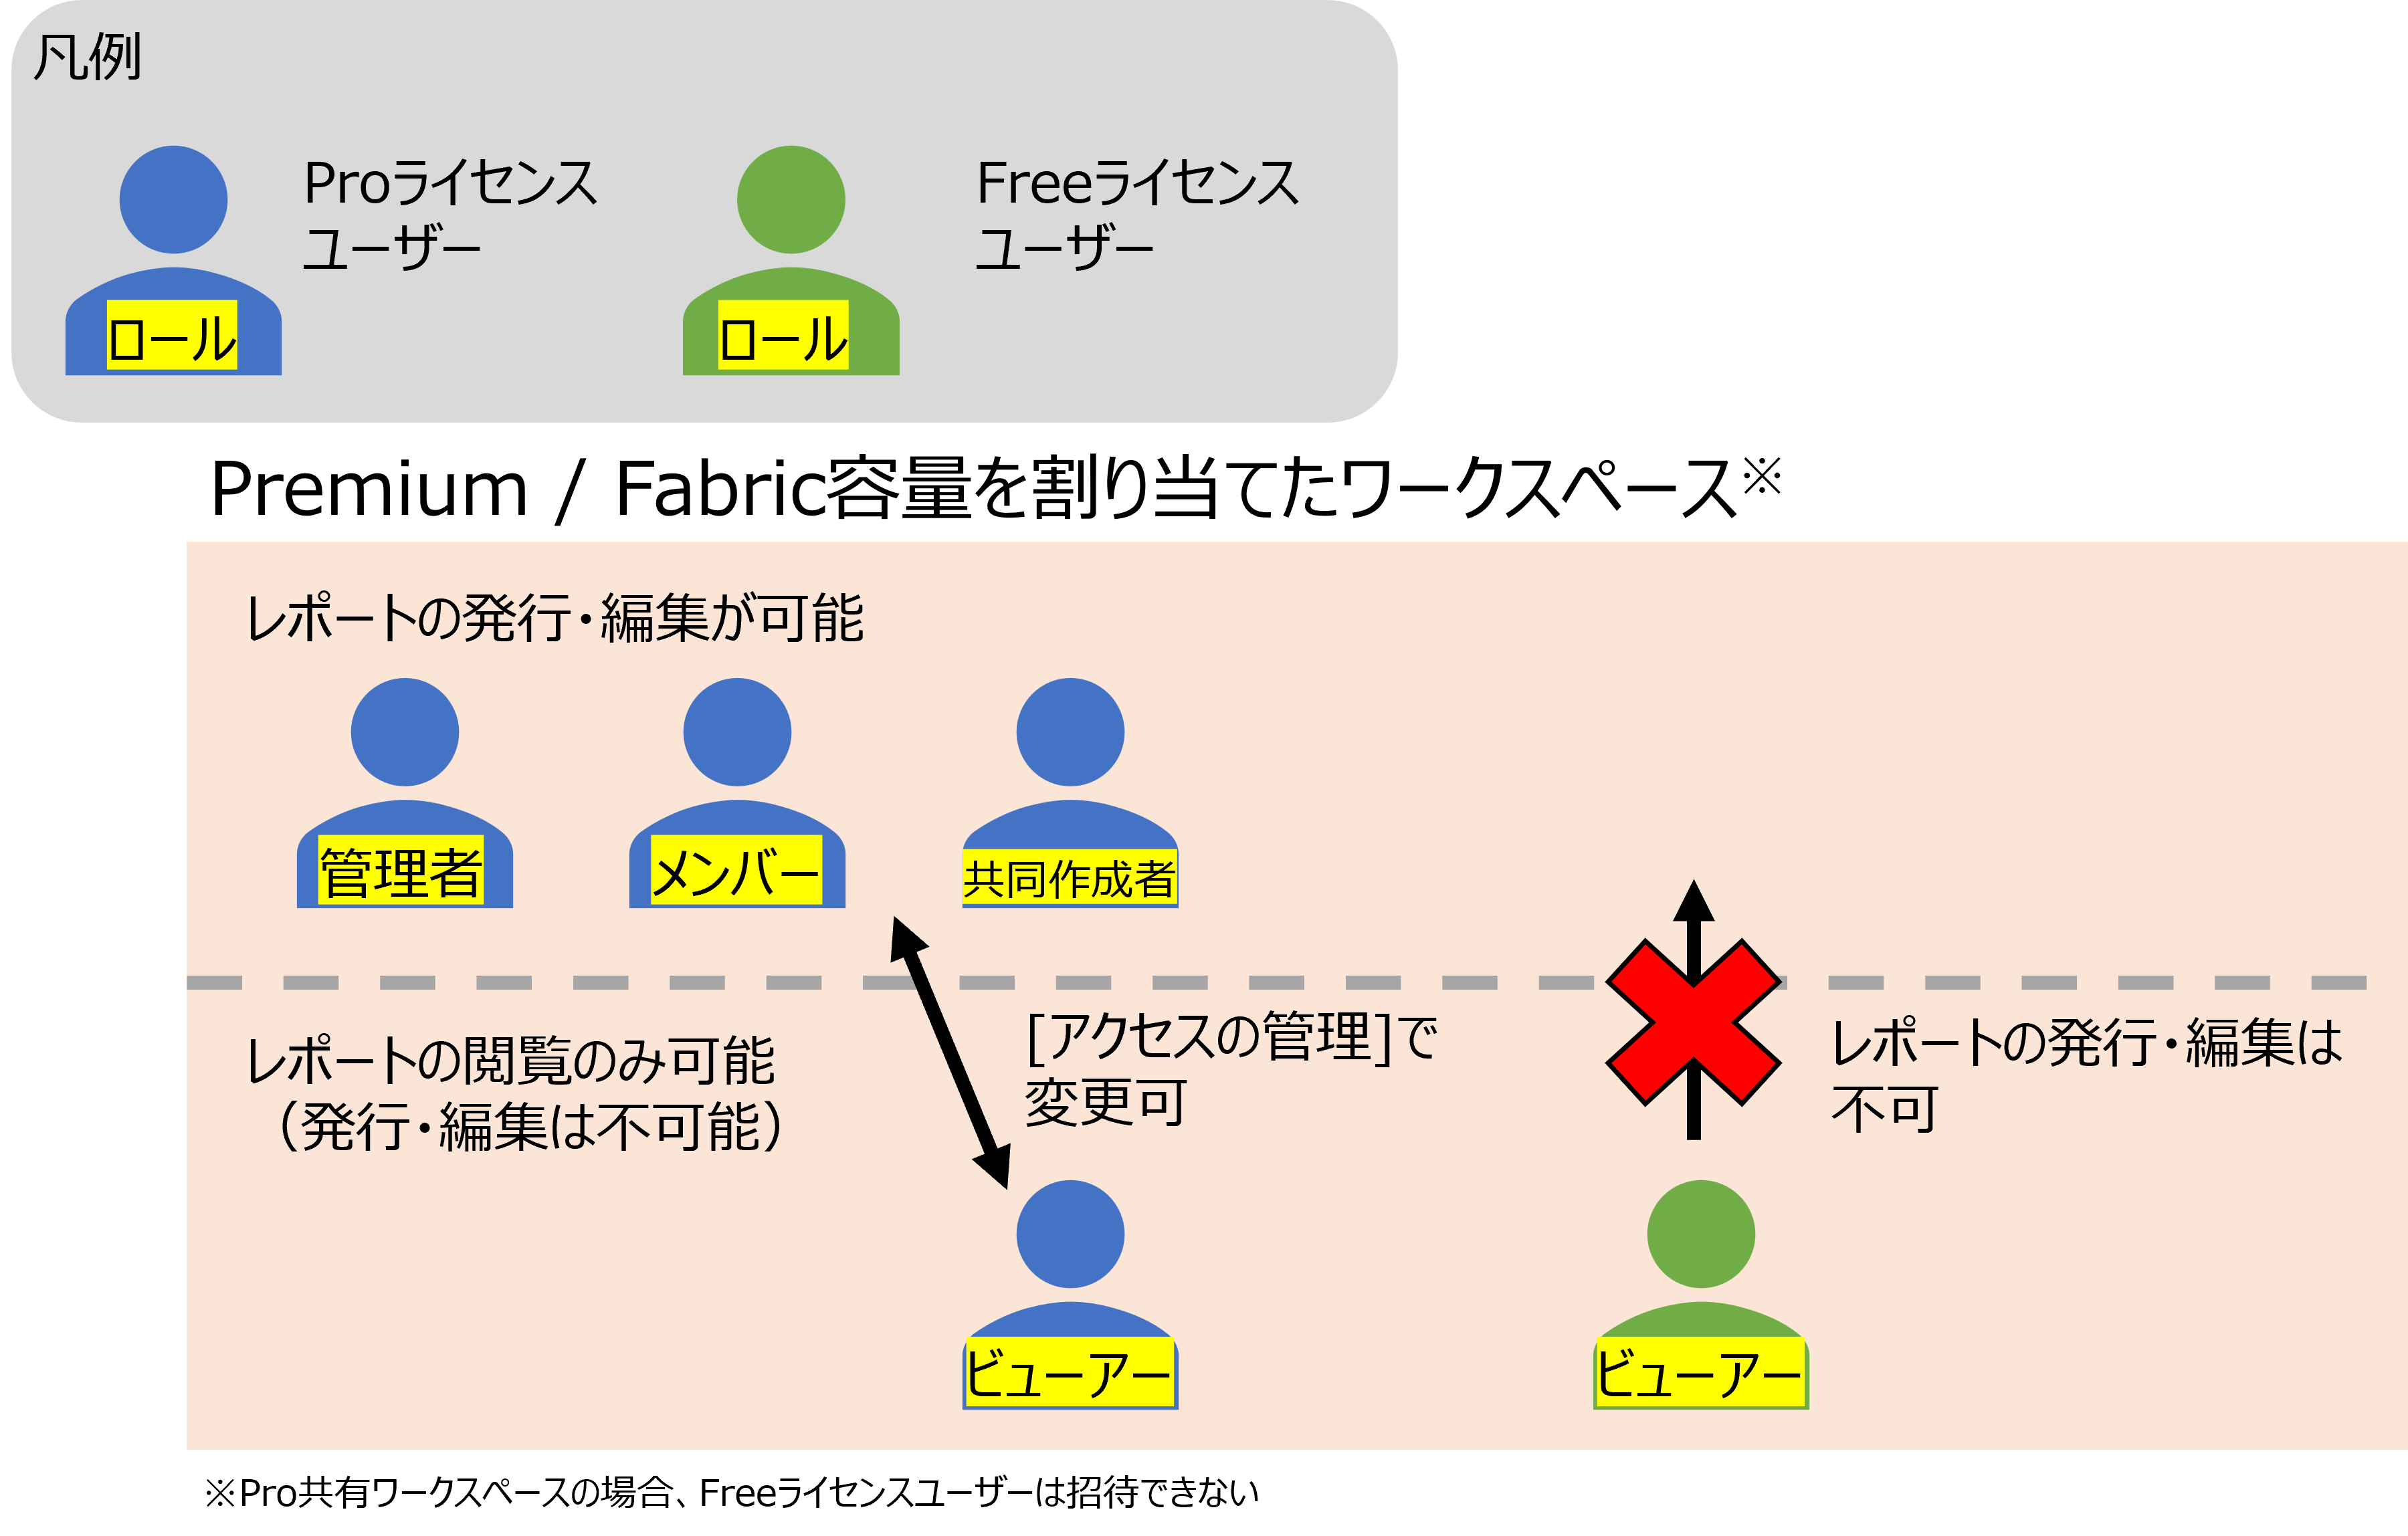 凡例
Proライセンス
ユーザー
Freeライセンス
ユーザー
ロール
ロール
Premium / Fabric容量を割り当てたワークスペース※
レポートの発行・編集が可能
管理者
メンバー
共同作成者
レポートの閲覧のみ可能
（発行・編集は不可能）
[アクセスの管理]で
変更可
レポートの発行・編集は
不可
ビューアー
ビューアー
※Pro共有ワークスペースの場合、Freeライセンスユーザーは招待できない